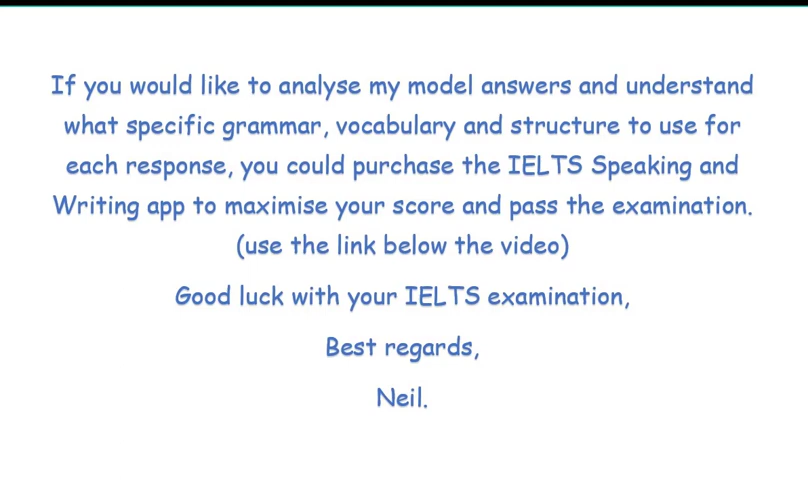 If you would like to analyse my model answers and understand
what specific grammar, vocabulary and structure to use for
each response, you could purchase the IELTS Speaking and
Writing app to maximise your score and pass the examination.
(use the link below the video)
Good luck with your IELTS examination,
Best regards,
Neil.